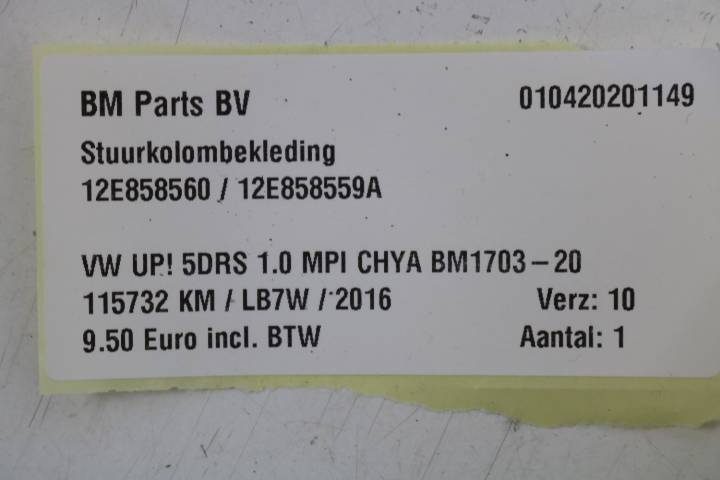 BM Parts BV 010420201149
Stuurkolombekleding
12E858560 / 12E858559A
VW UP! 5DRS 1.0 MPI CHYA BM1703-20
115732 KM / LB7W / 2016 Verz: 10
9.50 Euro incl. BTW Aantal: 1